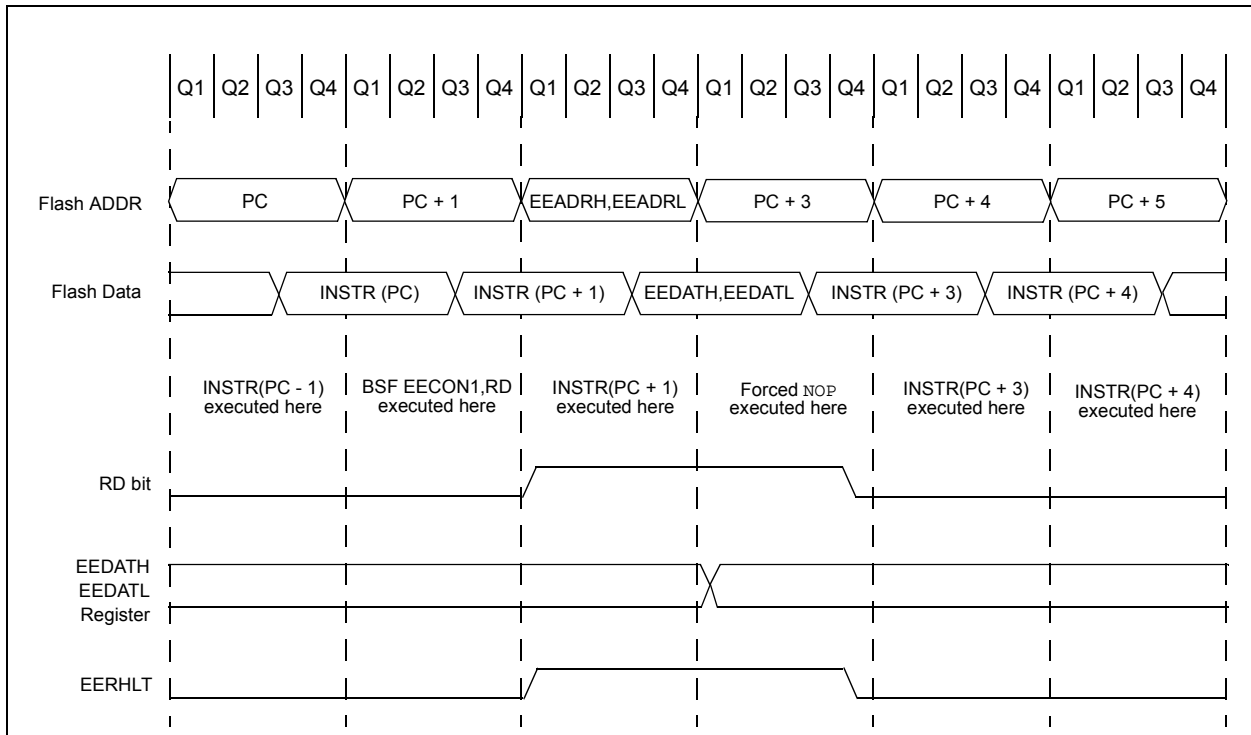 Q1 Q2 Q3 Q4 Q1 Q2 Q3 Q4 Q1 Q2 Q3 Q4 Q1 Q2 Q3 Q4 Q1 Q2 Q3 Q4 Q1 Q2 Q3 Q4
Flash ADDR PC PC + 1 EEADRH,EEADRL PC + 3 PC + 4 PC + 5
Flash Data INSTR (PC) INSTR (PC + 1) EEDATH,EEDATL INSTR (PC + 3) INSTR (PC + 4)
INSTR(PC - 1)
executed here
BSF EECON1,RD
executed here
INSTR(PC + 1)
executed here
Forced NOP
executed here
INSTR(PC + 3)
executed here
INSTR(PC + 4)
executed here
RD bit
EEDATH
EEDATL
Register
EERHLT